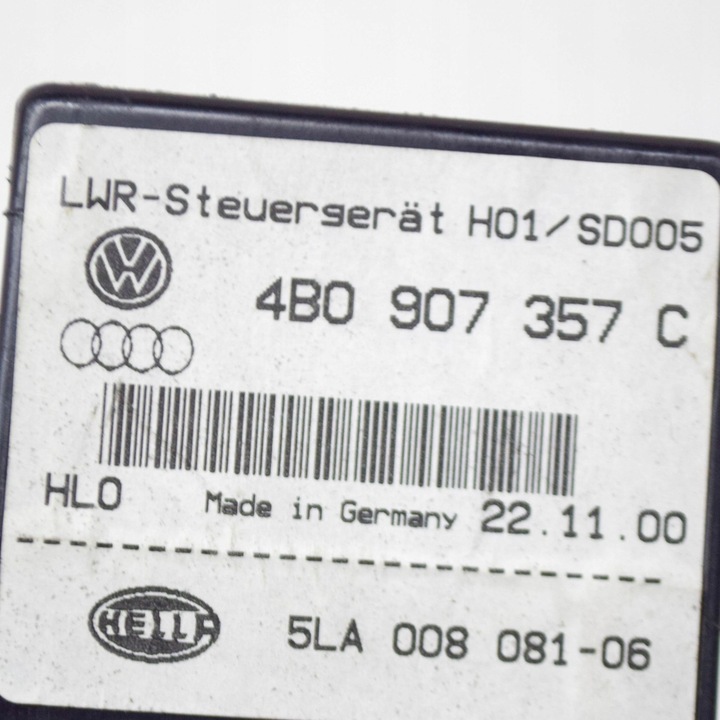 LWR-Steuergerät H01/SD005
4B0 907 357 C
HLO Made in Germany 22.11.00
HELLA 5LA 008 081-06